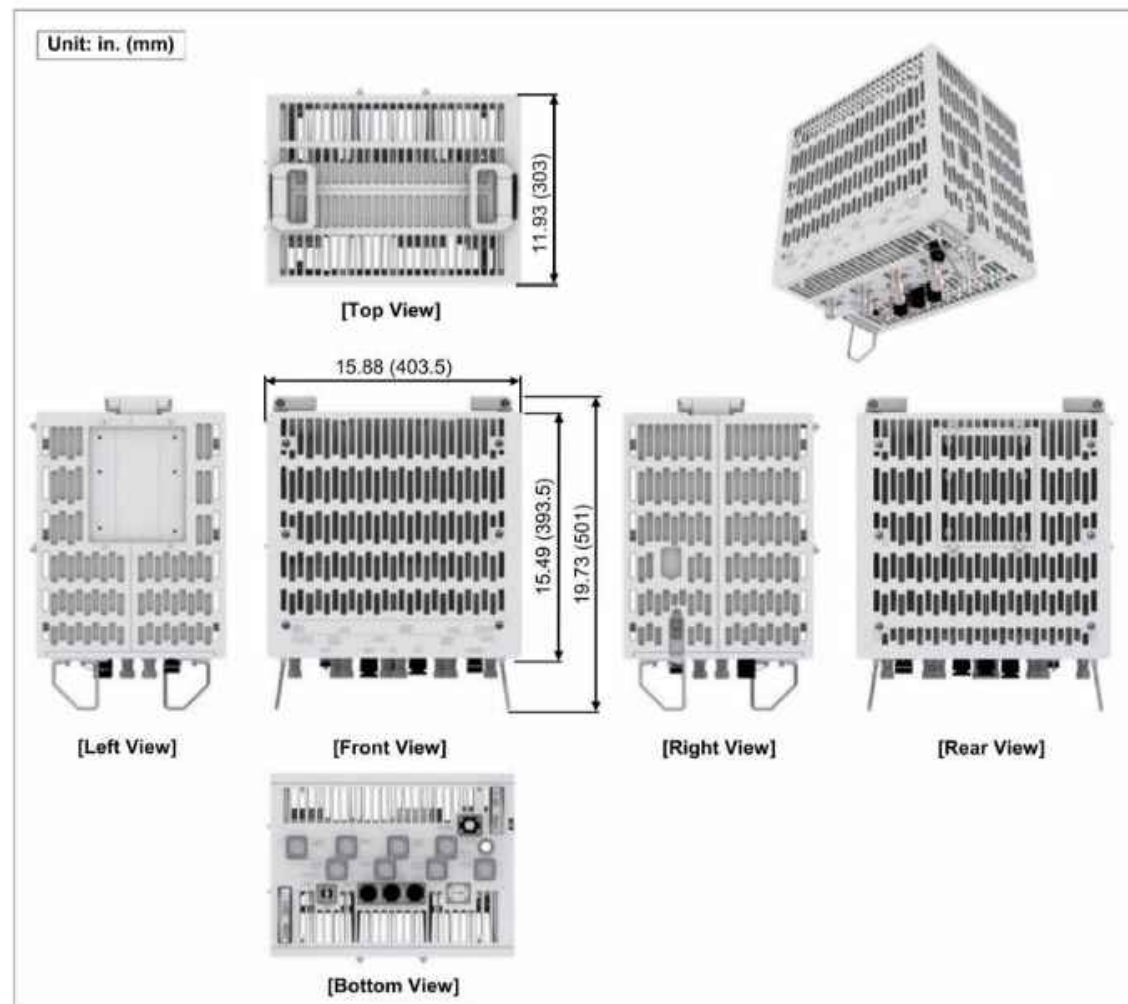 Unit: in. (mm)
11.93 (303)
[Top View]
15.88 (403.5)
15.49 (393.5)
19.73 (501)
[Left View]
[Front View]
[Right View]
[Rear View]
[Bottom View]